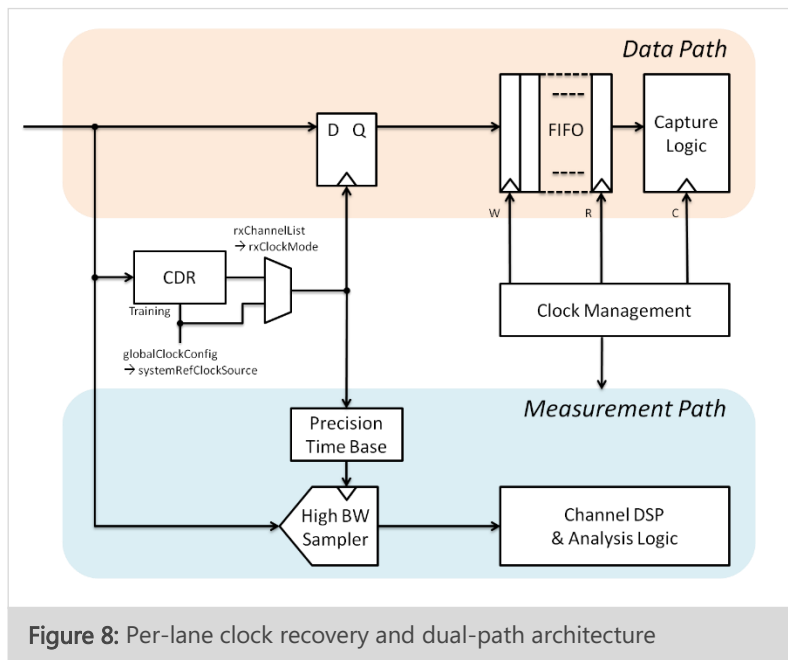 Data Path
D Q
FIFO
Capture
Logic
W
R
C
rxChannelList
→ rxClockMode
CDR
Training
Clock Management
globalClockConfig
→ systemRefClockSource
Measurement Path
Precision
Time Base
High BW
Sampler
Channel DSP
& Analysis Logic
Figure 8: Per-lane clock recovery and dual-path architecture